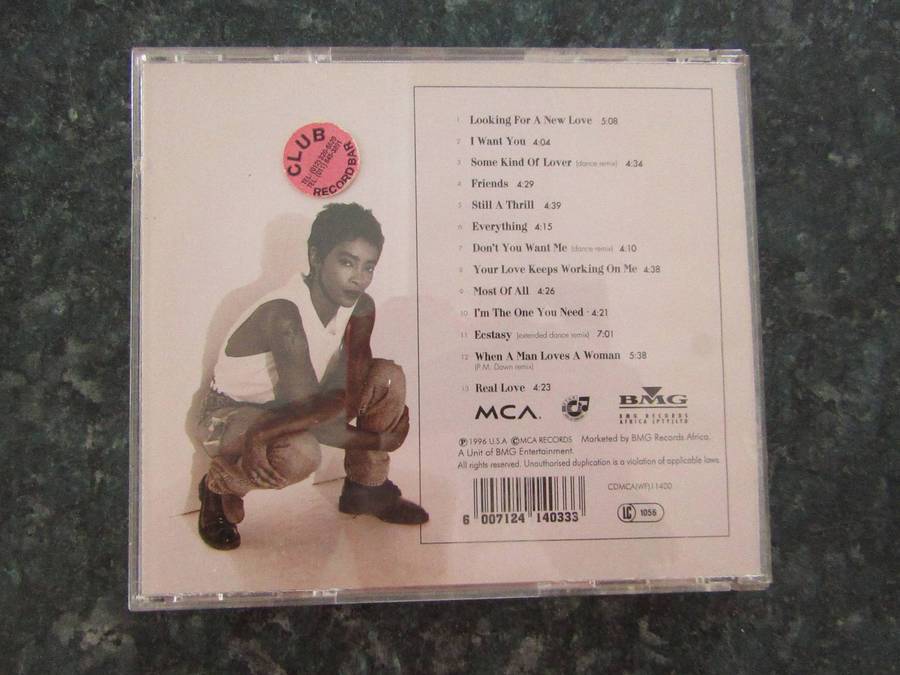 CLUB
TEL: (012)
TEL: (011)
RECORD BAR
1 Looking For A New Love 5:08
2 I Want You 4:04
3 Some Kind Of Lover (dance remix) 4:34
4 Friends 4:29
5 Still A Thrill 4:39
6 Everything 4:15
7 Don't You Want Me (dance remix) 4:10
8 Your Love Keeps Working On Me 4:38
9 Most Of All 4:26
10 I'm The One You Need · 4:21
11 Ecstasy (extended dance remix) 7:01
12 When A Man Loves A Woman 5:38
(P.M. Dawn remix)
13 Real Love 4:23
MCA.
BMG
BMG RECORDS
AFRICA (PTY)LTD
Ⓟ1996 U.S.A ©MCA RECORDS Marketed by BMG Records Africa.
A Unit of BMG Entertainment.
All rights reserved. Unauthorised duplication is a violation of applicable laws.
CDMCA(WF)11400
6 007124 140333
LC 1056